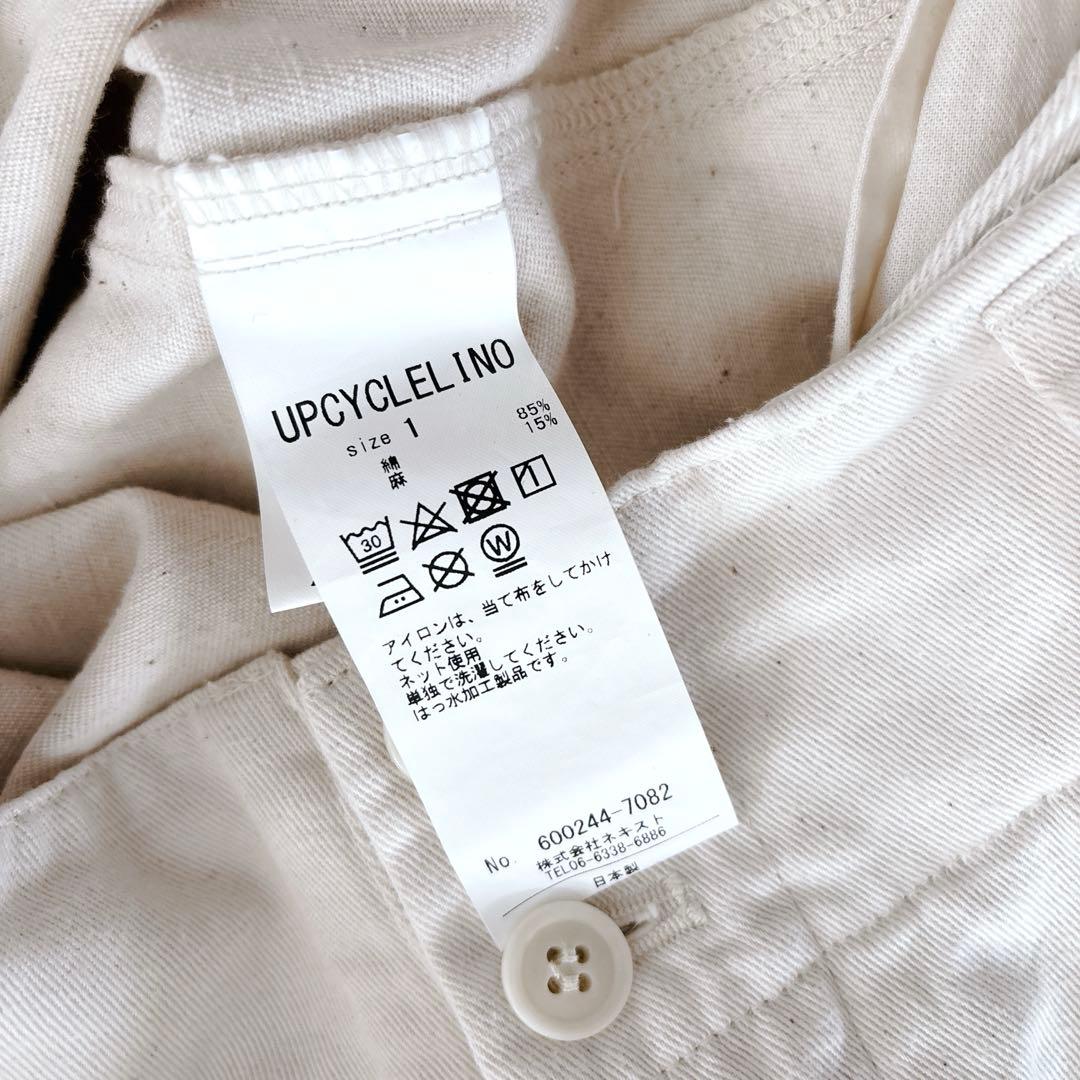 UPCYCLELINO
size 1
綿 85%
麻 15%
30
W
アイロンは、当て布をしてかけ
てください。
ネット使用
単独で洗濯してください。
はっ水加工製品です。
No. 600244-7082
株式会社ネキスト
TEL06-6338-6886
日本製